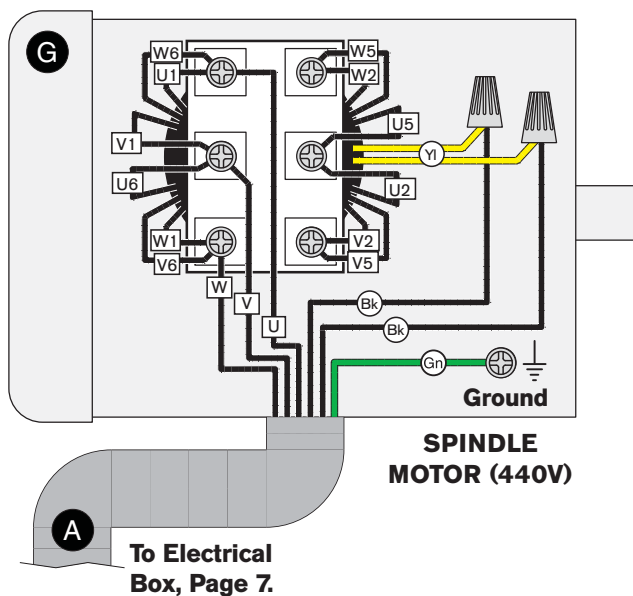 G
W6
U1
V1
U6
W1
V6
W5
W2
U5
Yl
U2
V2
V5
W
V
U
Bk
Bk
Gn
Ground
SPINDLE
MOTOR (440V)
A
To Electrical
Box, Page 7.